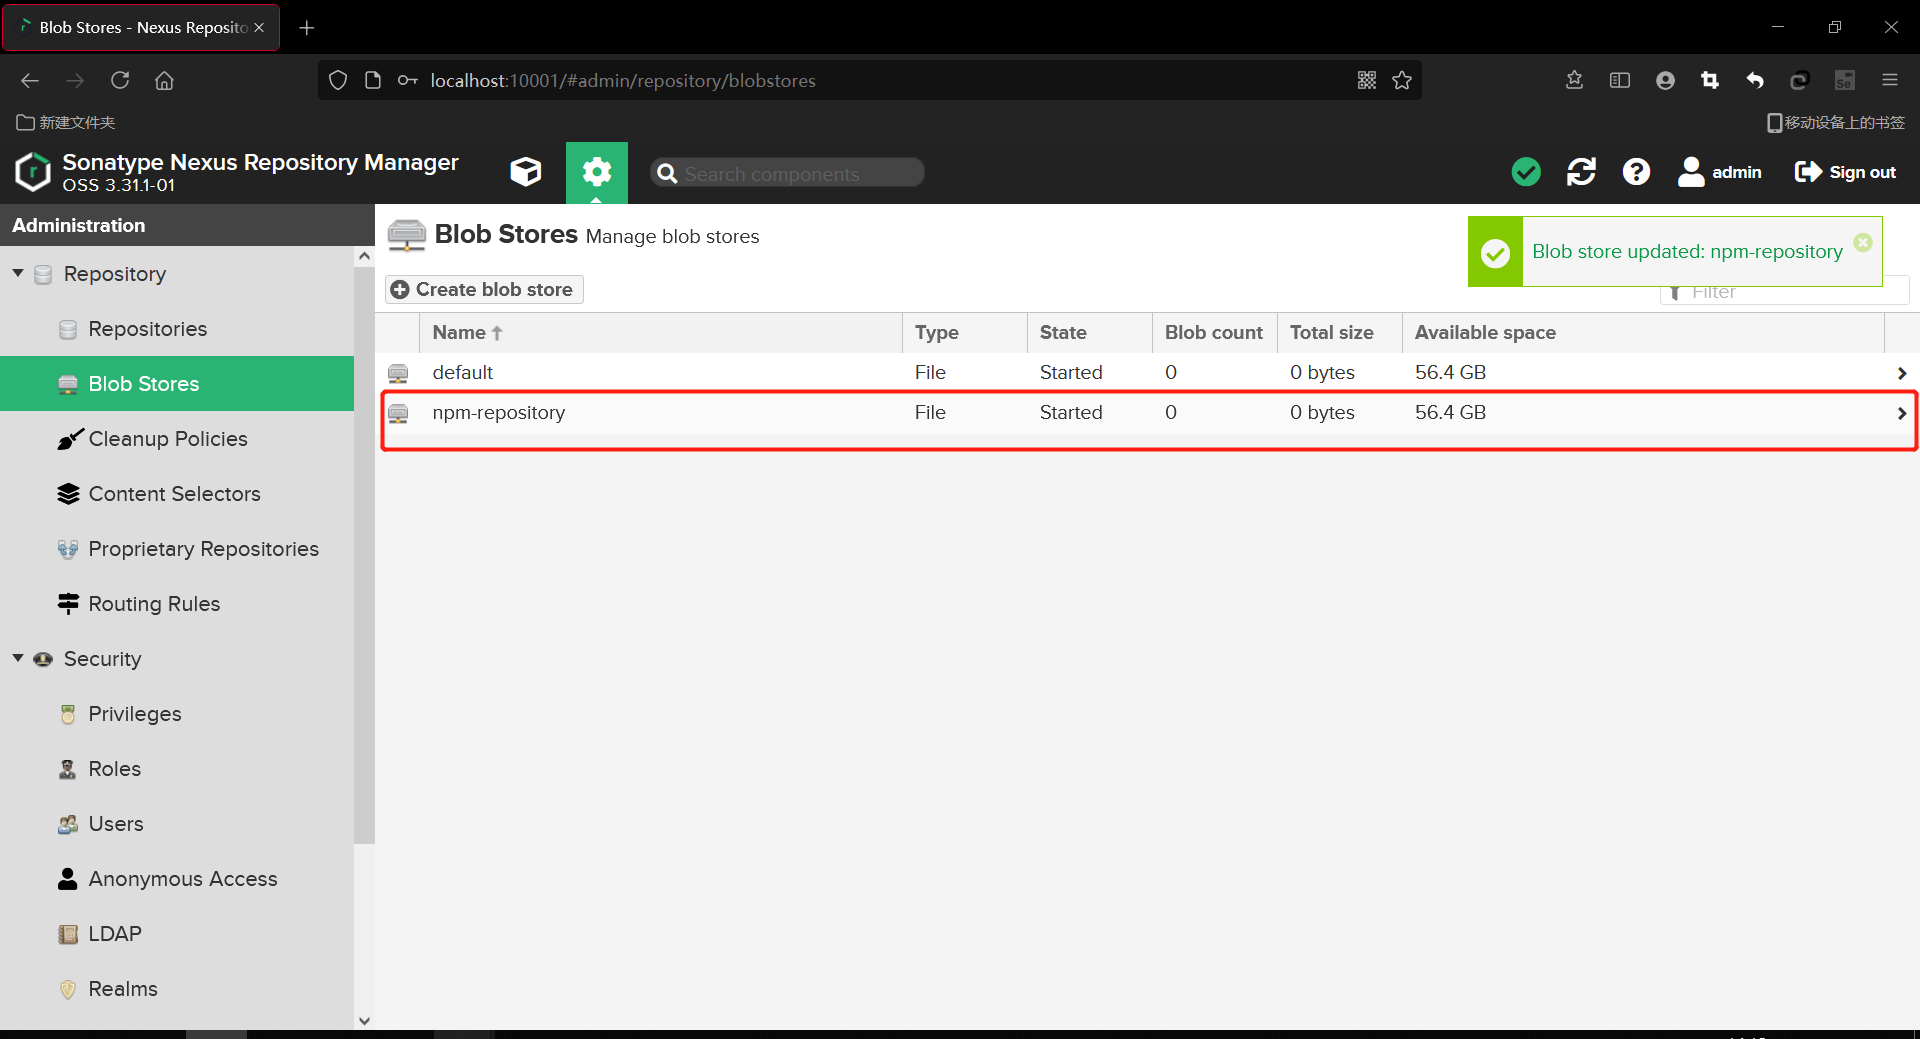 Blob Stores - Nexus Reposito
localhost:10001/#admin/repository/blobstores
新建文件夹
移动设备上的书签
Sonatype Nexus Repository Manager
OSS 3.31.1-01
Search components
admin
Sign out
Administration
Repository
Repositories
Blob Stores
Cleanup Policies
Content Selectors
Proprietary Repositories
Routing Rules
Security
Privileges
Roles
Users
Anonymous Access
LDAP
Realms
Blob Stores Manage blob stores
Blob store updated: npm-repository
Create blob store
Filter
Name Type State Blob count Total size Available space
default File Started 0 0 bytes 56.4 GB
npm-repository File Started 0 0 bytes 56.4 GB